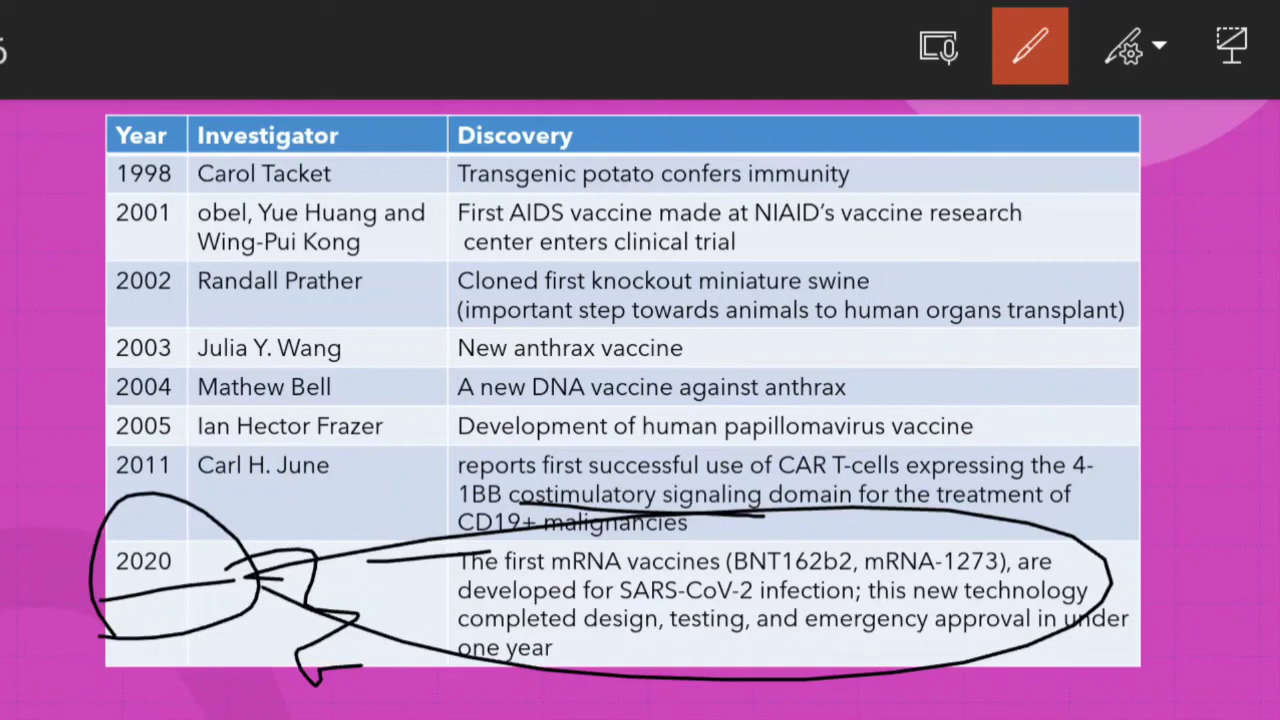 6
Year Investigator Discovery
1998 Carol Tacket Transgenic potato confers immunity
2001 obel, Yue Huang and First AIDS vaccine made at NIAID’s vaccine research
Wing-Pui Kong center enters clinical trial
2002 Randall Prather Cloned first knockout miniature swine
(important step towards animals to human organs transplant)
2003 Julia Y. Wang New anthrax vaccine
2004 Mathew Bell A new DNA vaccine against anthrax
2005 Ian Hector Frazer Development of human papillomavirus vaccine
2011 Carl H. June reports first successful use of CAR T-cells expressing the 4-
1BB costimulatory signaling domain for the treatment of
CD19+ malignancies
2020 The first mRNA vaccines (BNT162b2, mRNA-1273), are
developed for SARS-CoV-2 infection; this new technology
completed design, testing, and emergency approval in under
one year